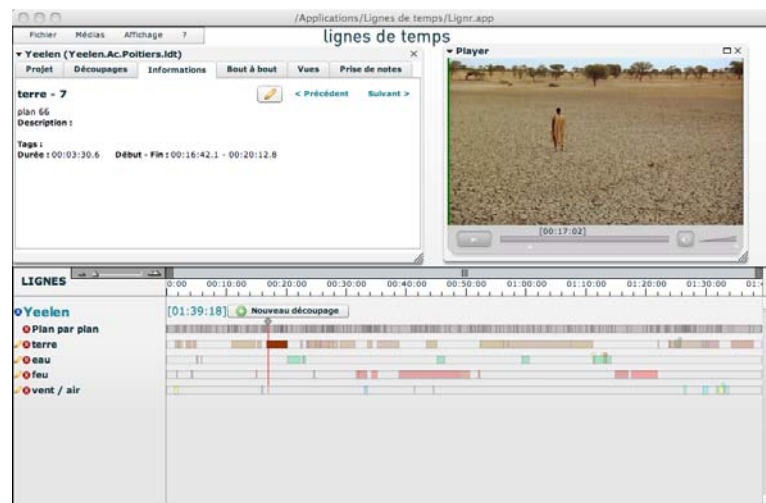 /Applications/Lignes de temps/Lignr.app
Fichier Médias Affichage ?
lignes de temps
Yeelen (Yeelen.Ac.Poitiers.ldt)
Projet Découpages Informations Bout à bout Vues Prise de notes
terre - 7
< Précédent Suivant >
plan 66
Description :
Tags :
Durée : 00:03:30.6 Début - Fin : 00:16:42.1 - 00:20:12.8
Player
[00:17:02]
LIGNES
0:00 00:10:00 00:20:00 00:30:00 00:40:00 00:50:00 01:00:00 01:10:00 01:20:00 01:30:00 01:
Yeelen
[01:39:18] Nouveau découpage
Plan par plan
terre
eau
feu
vent / air